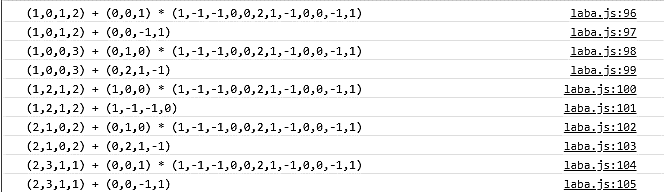 (1,0,1,2) + (0,0,1) * (1,-1,-1,0,0,2,1,-1,0,0,-1,1) laba.js:96
(1,0,1,2) + (0,0,-1,1) laba.js:97
(1,0,0,3) + (0,1,0) * (1,-1,-1,0,0,2,1,-1,0,0,-1,1) laba.js:98
(1,0,0,3) + (0,2,1,-1) laba.js:99
(1,2,1,2) + (1,0,0) * (1,-1,-1,0,0,2,1,-1,0,0,-1,1) laba.js:100
(1,2,1,2) + (1,-1,-1,0) laba.js:101
(2,1,0,2) + (0,1,0) * (1,-1,-1,0,0,2,1,-1,0,0,-1,1) laba.js:102
(2,1,0,2) + (0,2,1,-1) laba.js:103
(2,3,1,1) + (0,0,1) * (1,-1,-1,0,0,2,1,-1,0,0,-1,1) laba.js:104
(2,3,1,1) + (0,0,-1,1) laba.js:105